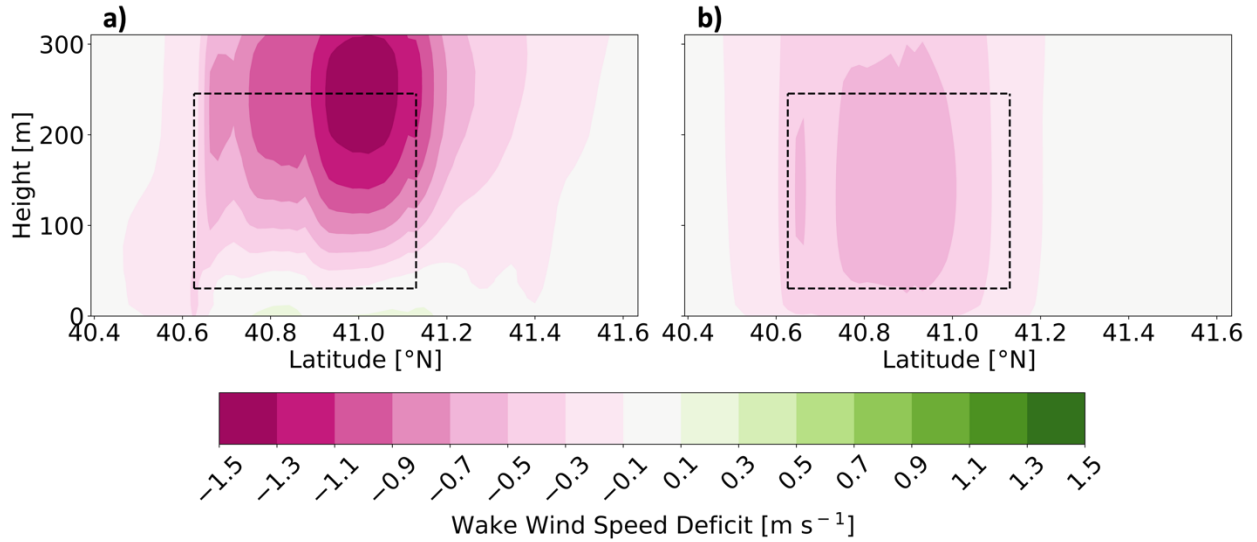 a)
b)
300
200
100
0
Height [m]
40.4 40.6 40.8 41.0 41.2 41.4 41.6
40.4 40.6 40.8 41.0 41.2 41.4 41.6
Latitude [°N]
Latitude [°N]
−1.5 −1.3 −1.1 −0.9 −0.7 −0.5 −0.3 −0.1 0.1 0.3 0.5 0.7 0.9 1.1 1.3 1.5
Wake Wind Speed Deficit [m s⁻¹]